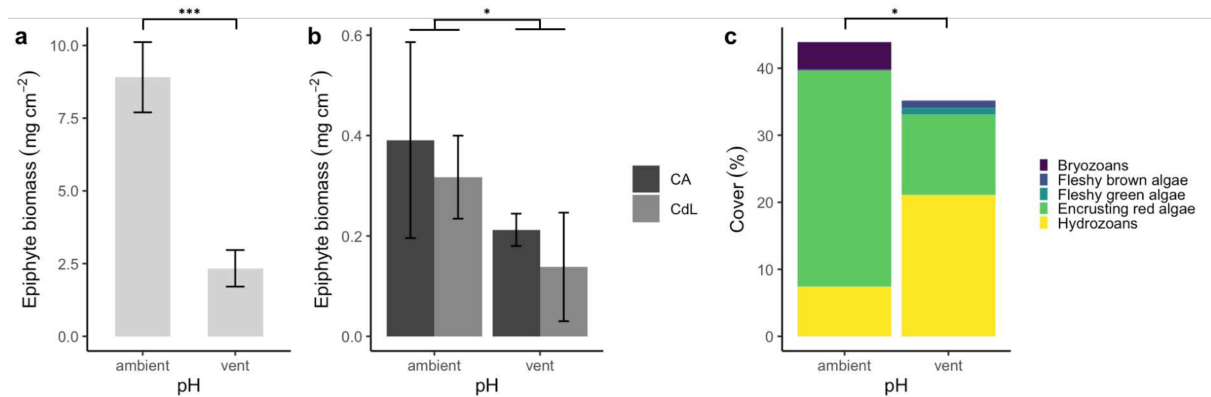 a
***
Epiphyte biomass (mg cm⁻²)
10.0
7.5
5.0
2.5
0.0
ambient
vent
pH
b
*
Epiphyte biomass (mg cm⁻²)
0.6
0.4
0.2
0.0
ambient
vent
pH
CA
CdL
c
*
Cover (%)
40
30
20
10
0
ambient
vent
pH
Bryozoans
Fleshy brown algae
Fleshy green algae
Encrusting red algae
Hydrozoans